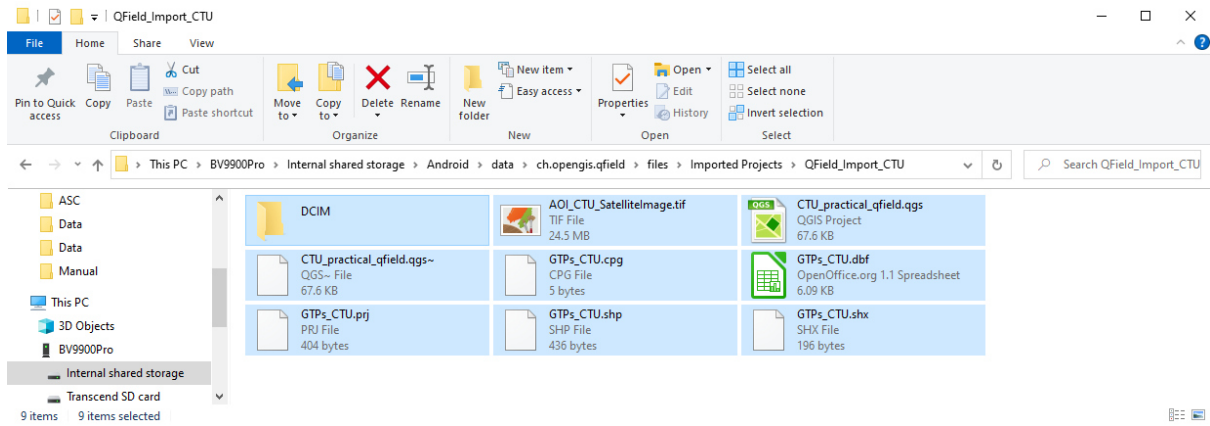 QField_Import_CTU
File Home Share View
Pin to Quick access
Copy
Paste
Cut
Copy path
Paste shortcut
Clipboard
Move to
Copy to
Delete
Rename
Organize
New folder
New item
Easy access
New
Properties
Open
Edit
History
Open
Select all
Select none
Invert selection
Select
This PC > BV9900Pro > Internal shared storage > Android > data > ch.opengis.qfield > files > Imported Projects > QField_Import_CTU
Search QField_Import_CTU
ASC
Data
Data
Manual
This PC
3D Objects
BV9900Pro
Internal shared storage
Transcend SD card
DCIM
AOI_CTU_SatelliteImage.tif
TIF File
24.5 MB
QGS
CTU_practical_qfield.qgs
QGIS Project
67.6 KB
CTU_practical_qfield.qgs~
QGS~ File
67.6 KB
GTPs_CTU.cpg
CPG File
5 bytes
GTPs_CTU.dbf
OpenOffice.org 1.1 Spreadsheet
6.09 KB
GTPs_CTU.prj
PRJ File
404 bytes
GTPs_CTU.shp
SHP File
436 bytes
GTPs_CTU.shx
SHX File
196 bytes
9 items 9 items selected